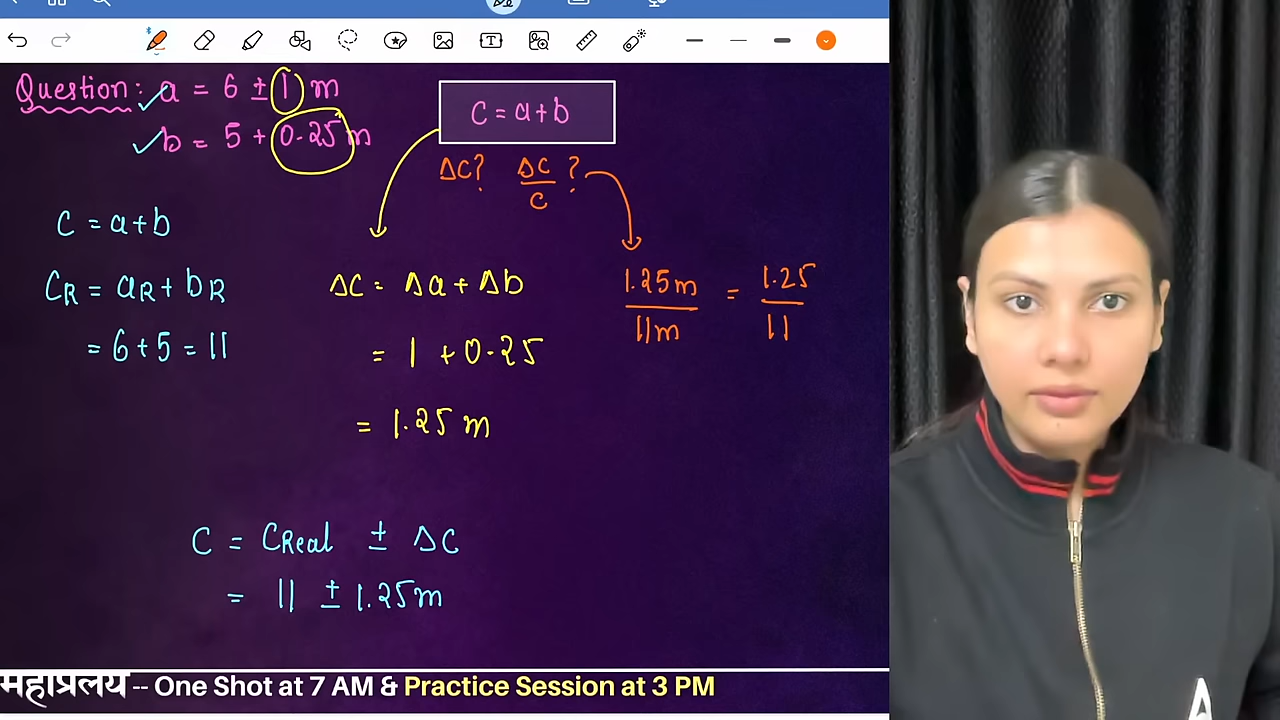 Question: a = 6 ± 1 m
b = 5 + 0.25 m
C = a+b
ΔC? ΔC/C ?
C = a+b
CR = aR + bR
= 6+5 = 11
ΔC = Δa + Δb
= 1 + 0.25
= 1.25 m
1.25m/11m = 1.25/11
C = CReal ± ΔC
= 11 ± 1.25m
महाप्रलय -- One Shot at 7 AM & Practice Session at 3 PM
A